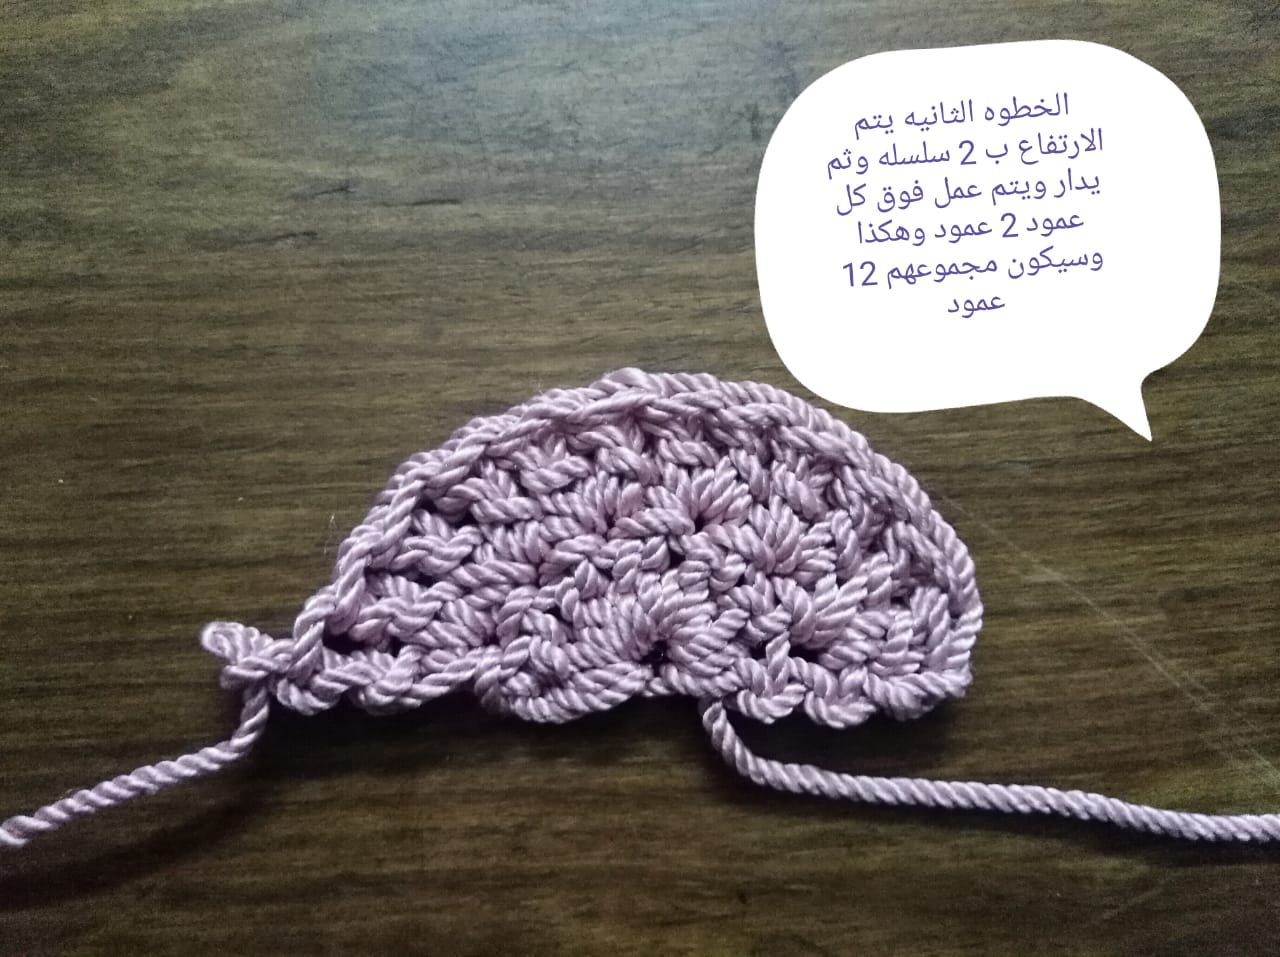 الخطوه الثانيه يتم
الارتفاع ب 2 سلسله وثم
يدار ويتم عمل فوق كل
عمود 2 عمود وهكذا
وسيكون مجموعهم 12
عمود